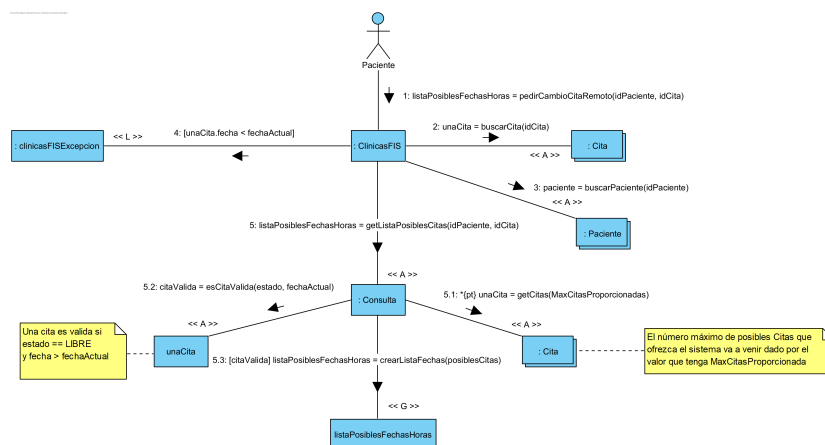 Paciente
1: listaPosiblesFechasHoras = pedirCambioCitaRemoto(idPaciente, idCita)
4: [unaCita.fecha < fechaActual]
2: unaCita = buscarCita(idCita)
<< L >>
: clinicasFISExcepcion
: ClinicasFIS
: Cita
<< A >>
3: paciente = buscarPaciente(idPaciente)
<< A >>
5: listaPosiblesFechasHoras = getListaPosiblesCitas(idPaciente, idCita)
: Paciente
<< A >>
5.2: citaValida = esCitaValida(estado, fechaActual)
: Consulta
5.1: *{pt} unaCita = getCitas(MaxCitasProporcionadas)
Una cita es valida si
estado == LIBRE
y fecha > fechaActual
<< A >>
<< A >>
unaCita
: Cita
El número máximo de posibles Citas que
ofrezca el sistema va a venir dado por el
valor que tenga MaxCitasProporcionada
5.3: [citaValida] listaPosiblesFechasHoras = crearListaFechas(posiblesCitas)
<< G >>
listaPosiblesFechasHoras